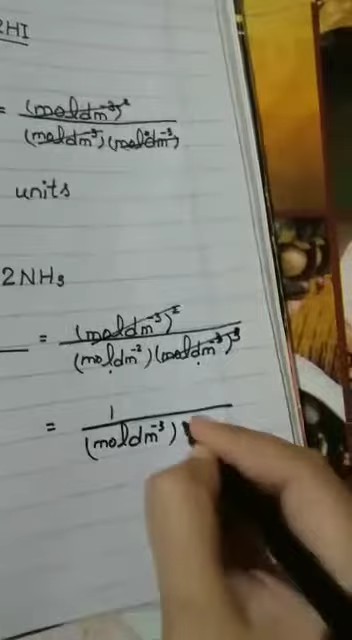 2HI
= (moldm⁻³)²
(moldm⁻³)(moldm⁻³)
units
2NH₃
= (moldm⁻³)²
(moldm⁻²)(moldm⁻³)³
= 1
(moldm⁻³)